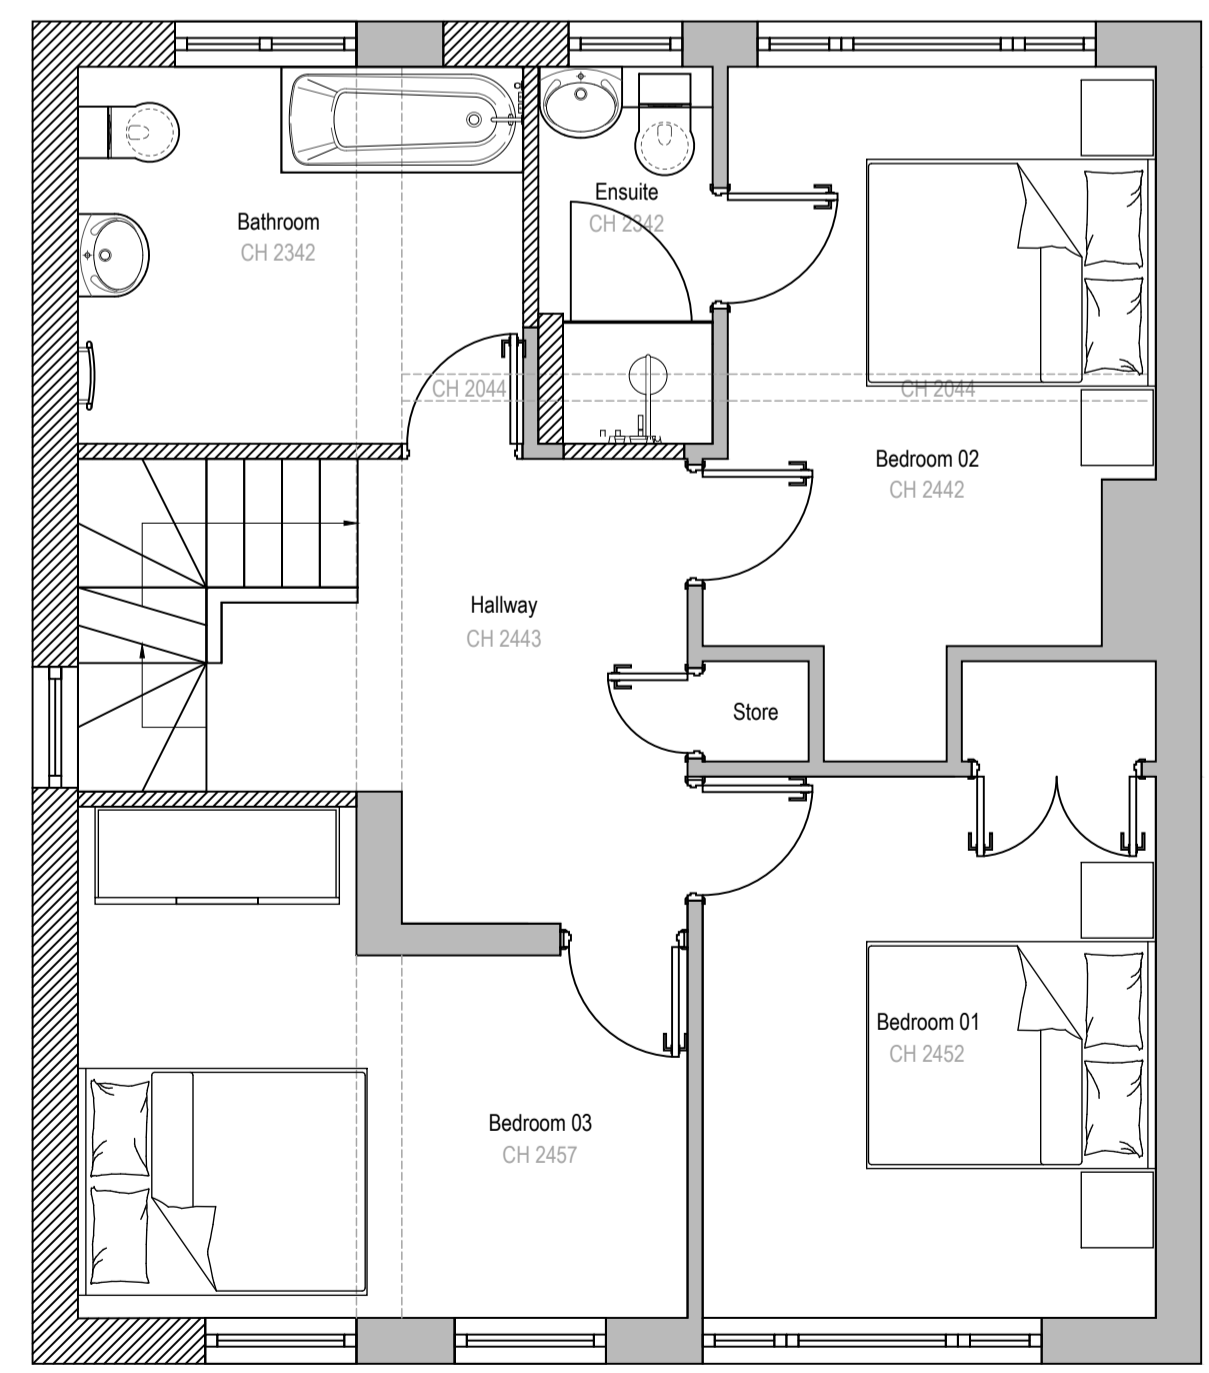 Ensuite
CH 2342
Bathroom
CH 2342
CH 2044
CH 2044
Bedroom 02
CH 2442
Hallway
CH 2443
Store
Bedroom 01
CH 2452
Bedroom 03
CH 2457